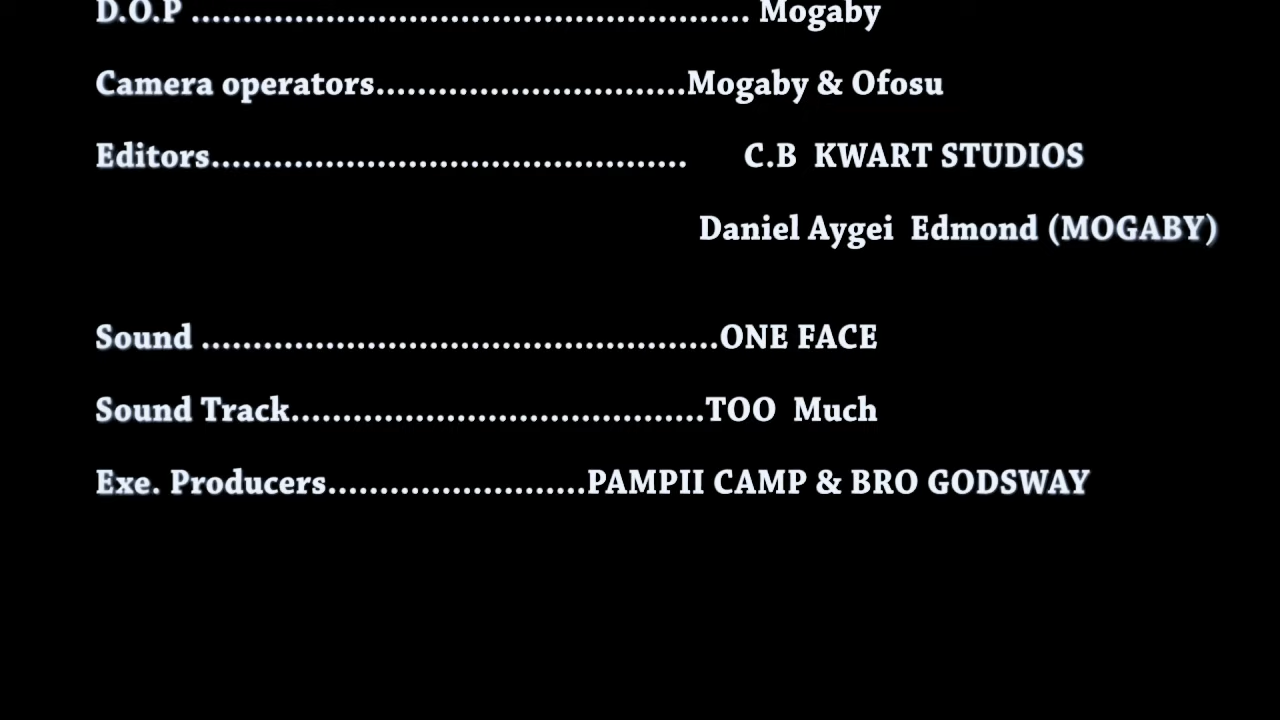 D.O.P ...................................................... Mogaby
Camera operators..............................Mogaby & Ofosu
Editors.............................................. C.B KWART STUDIOS
Daniel Aygei Edmond (MOGABY)
Sound ..................................................ONE FACE
Sound Track........................................TOO Much
Exe. Producers.........................PAMPII CAMP & BRO GODSWAY